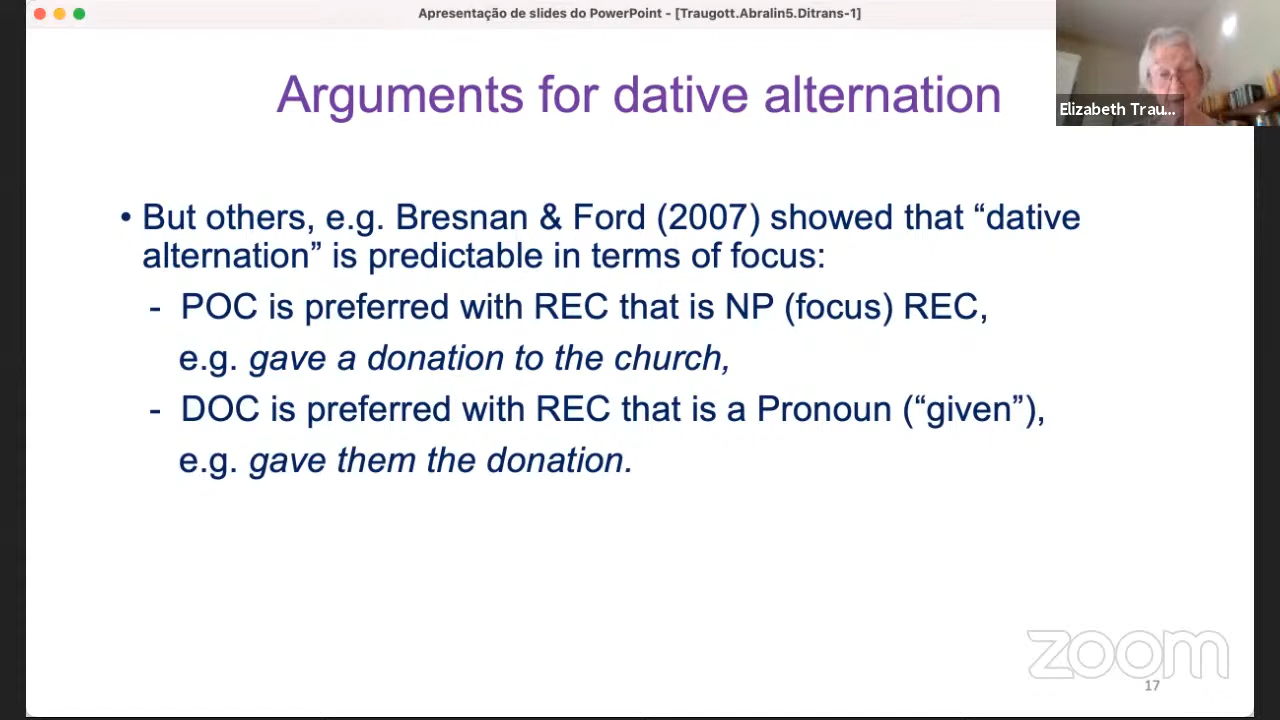 Apresentação de slides do PowerPoint - [Traugott.Abralin5.Ditrans-1]
Elizabeth Trau...
Arguments for dative alternation
• But others, e.g. Bresnan & Ford (2007) showed that “dative
alternation” is predictable in terms of focus:
- POC is preferred with REC that is NP (focus) REC,
e.g. gave a donation to the church,
- DOC is preferred with REC that is a Pronoun (“given”),
e.g. gave them the donation.
zoom
17